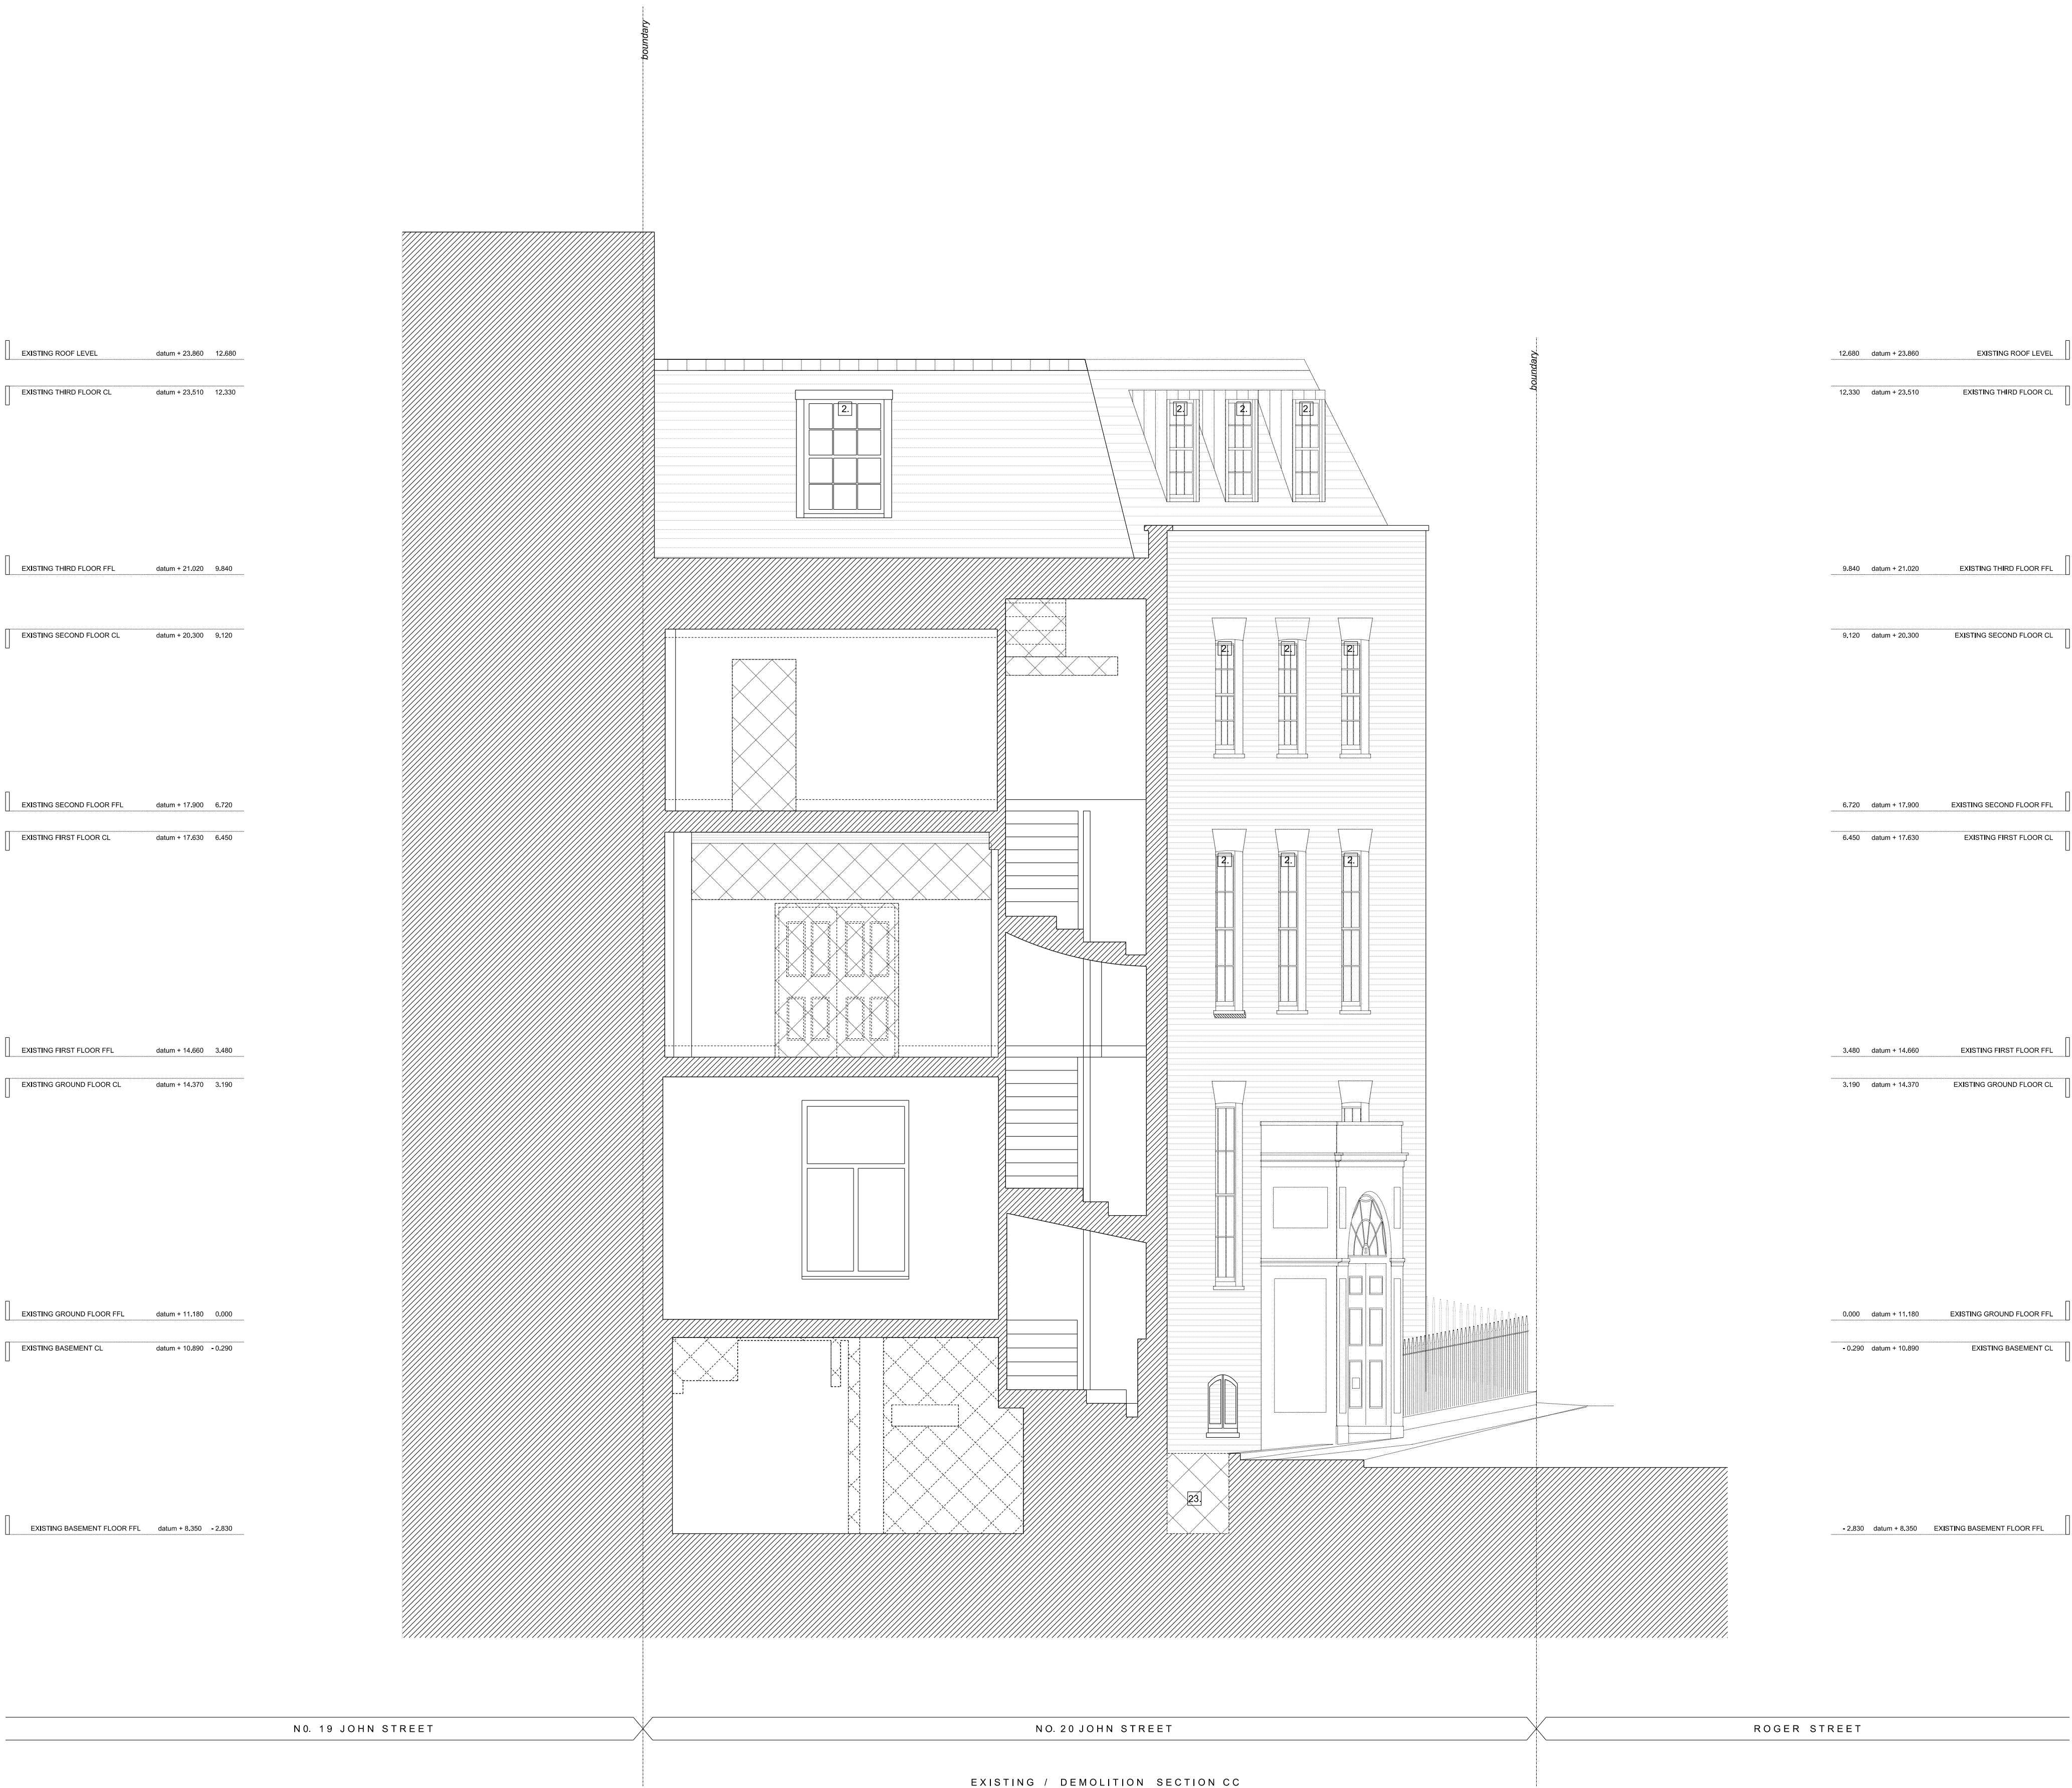 boundary
boundary
EXISTING ROOF LEVEL datum + 23.860 12.680
12.680 datum + 23.860 EXISTING ROOF LEVEL
EXISTING THIRD FLOOR CL datum + 23.510 12.330
12.330 datum + 23.510 EXISTING THIRD FLOOR CL
2. 2. 2. 2.
EXISTING THIRD FLOOR FFL datum + 21.020 9.840
9.840 datum + 21.020 EXISTING THIRD FLOOR FFL
EXISTING SECOND FLOOR CL datum + 20.300 9.120
9.120 datum + 20.300 EXISTING SECOND FLOOR CL
2. 2. 2.
EXISTING SECOND FLOOR FFL datum + 17.900 6.720
6.720 datum + 17.900 EXISTING SECOND FLOOR FFL
EXISTING FIRST FLOOR CL datum + 17.630 6.450
6.450 datum + 17.630 EXISTING FIRST FLOOR CL
2. 2. 2.
EXISTING FIRST FLOOR FFL datum + 14.660 3.480
3.480 datum + 14.660 EXISTING FIRST FLOOR FFL
EXISTING GROUND FLOOR CL datum + 14.370 3.190
3.190 datum + 14.370 EXISTING GROUND FLOOR CL
EXISTING GROUND FLOOR FFL datum + 11.180 0.000
0.000 datum + 11.180 EXISTING GROUND FLOOR FFL
EXISTING BASEMENT CL datum + 10.890 - 0.290
- 0.290 datum + 10.890 EXISTING BASEMENT CL
23.
EXISTING BASEMENT FLOOR FFL datum + 8.350 - 2.830
- 2.830 datum + 8.350 EXISTING BASEMENT FLOOR FFL
N0. 19 JOHN STREET
NO. 20 JOHN STREET
ROGER STREET
EXISTING / DEMOLITION SECTION CC